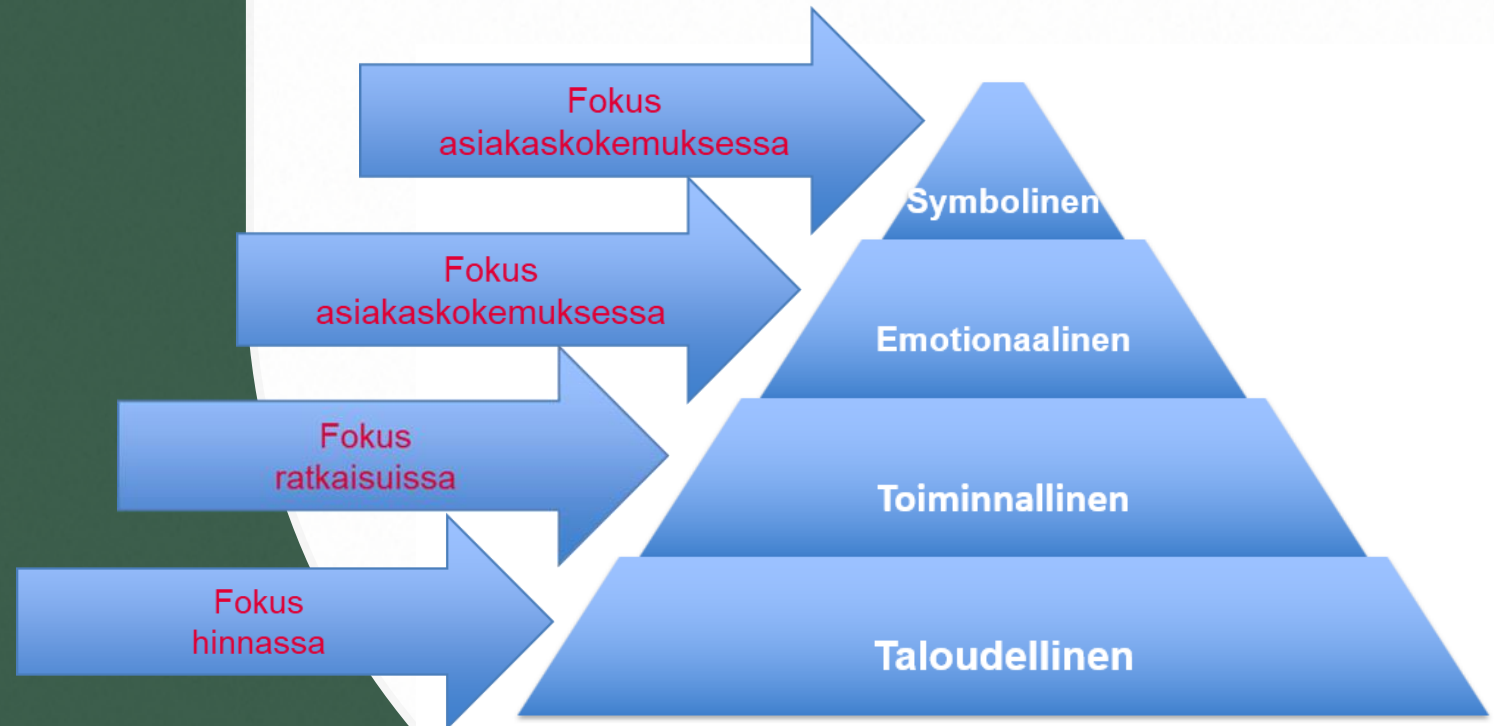 Fokus
asiakaskokemuksessa
Symbolinen
Fokus
asiakaskokemuksessa
Emotionaalinen
Fokus
ratkaisuissa
Toiminnallinen
Fokus
hinnassa
Taloudellinen